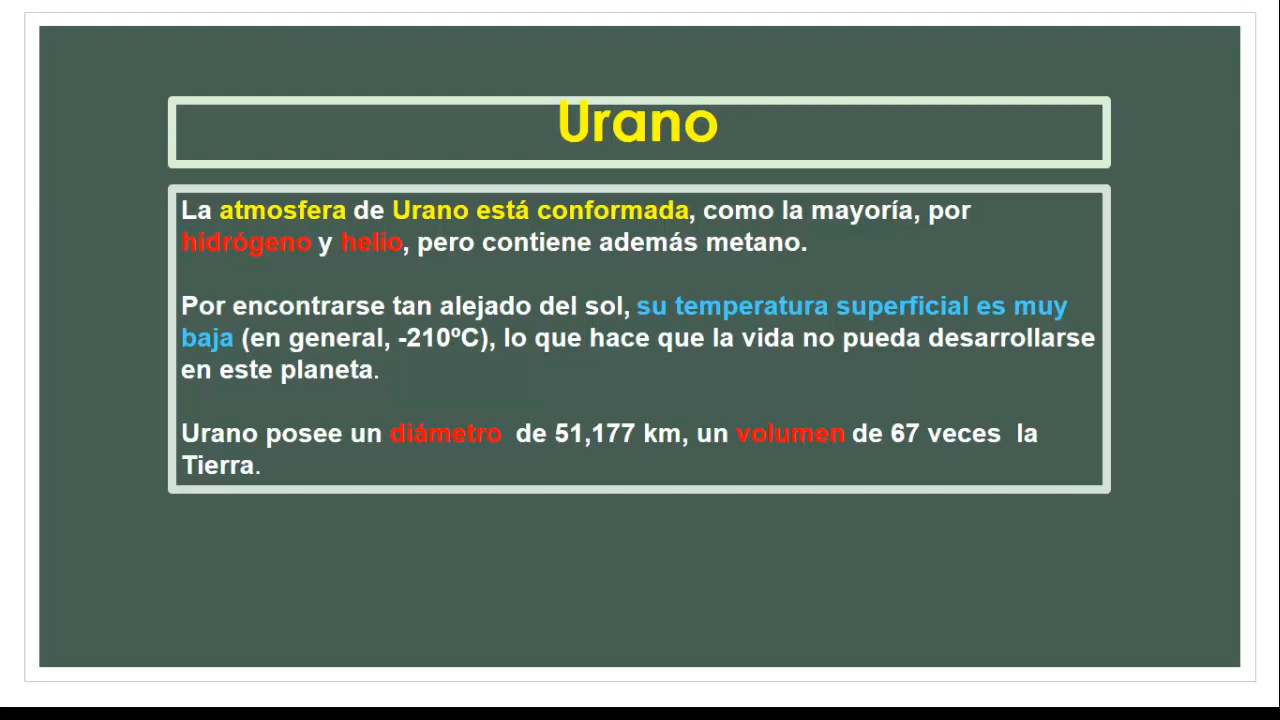 Urano
La atmosfera de Urano está conformada, como la mayoría, por
hidrógeno y helio, pero contiene además metano.
Por encontrarse tan alejado del sol, su temperatura superficial es muy
baja (en general, -210ºC), lo que hace que la vida no pueda desarrollarse
en este planeta.
Urano posee un diámetro  de 51,177 km, un volumen de 67 veces  la
Tierra.